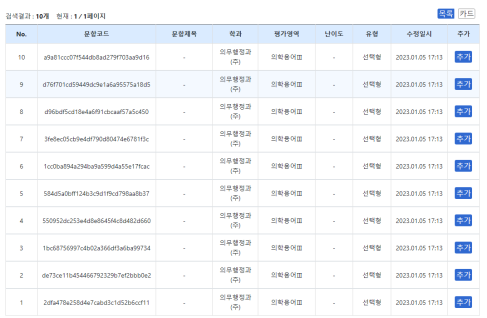 검색결과 : 10개 현재 : 1 / 1페이지
목록 카드
No. 문항코드 문항제목 학과 평가영역 난이도 유형 수정일시 추가
10 a9a81ccc07f544db8ad279f703aa9d16 - 의무행정과(주) 의학용어III - 선택형 2023.01.05 17:13 추가
9 d76f701cd59449dc9e1a6a95575a18d5 - 의무행정과(주) 의학용어III - 선택형 2023.01.05 17:13 추가
8 d96bdf5cd18e4a6f91cbcaaf57a5c450 - 의무행정과(주) 의학용어III - 선택형 2023.01.05 17:13 추가
7 3fe8ec05cb9e4df790d80474e6781f3c - 의무행정과(주) 의학용어III - 선택형 2023.01.05 17:13 추가
6 1cc0ba894a294ba9a599d4a55e17fcac - 의무행정과(주) 의학용어III - 선택형 2023.01.05 17:13 추가
5 584d5a0bff124b3c9d1f9cd798aa8b37 - 의무행정과(주) 의학용어III - 선택형 2023.01.05 17:13 추가
4 550952dc253e4d8e8645f4c8d482d660 - 의무행정과(주) 의학용어III - 선택형 2023.01.05 17:13 추가
3 1bc68756997c4b02a366df3a6ba99734 - 의무행정과(주) 의학용어III - 선택형 2023.01.05 17:13 추가
2 de73ce11b454466792329b7ef2bbb0e2 - 의무행정과(주) 의학용어III - 선택형 2023.01.05 17:13 추가
1 2dfa478e258d4e7cabd3c1d52b6ccf11 - 의무행정과(주) 의학용어III - 선택형 2023.01.05 17:13 추가